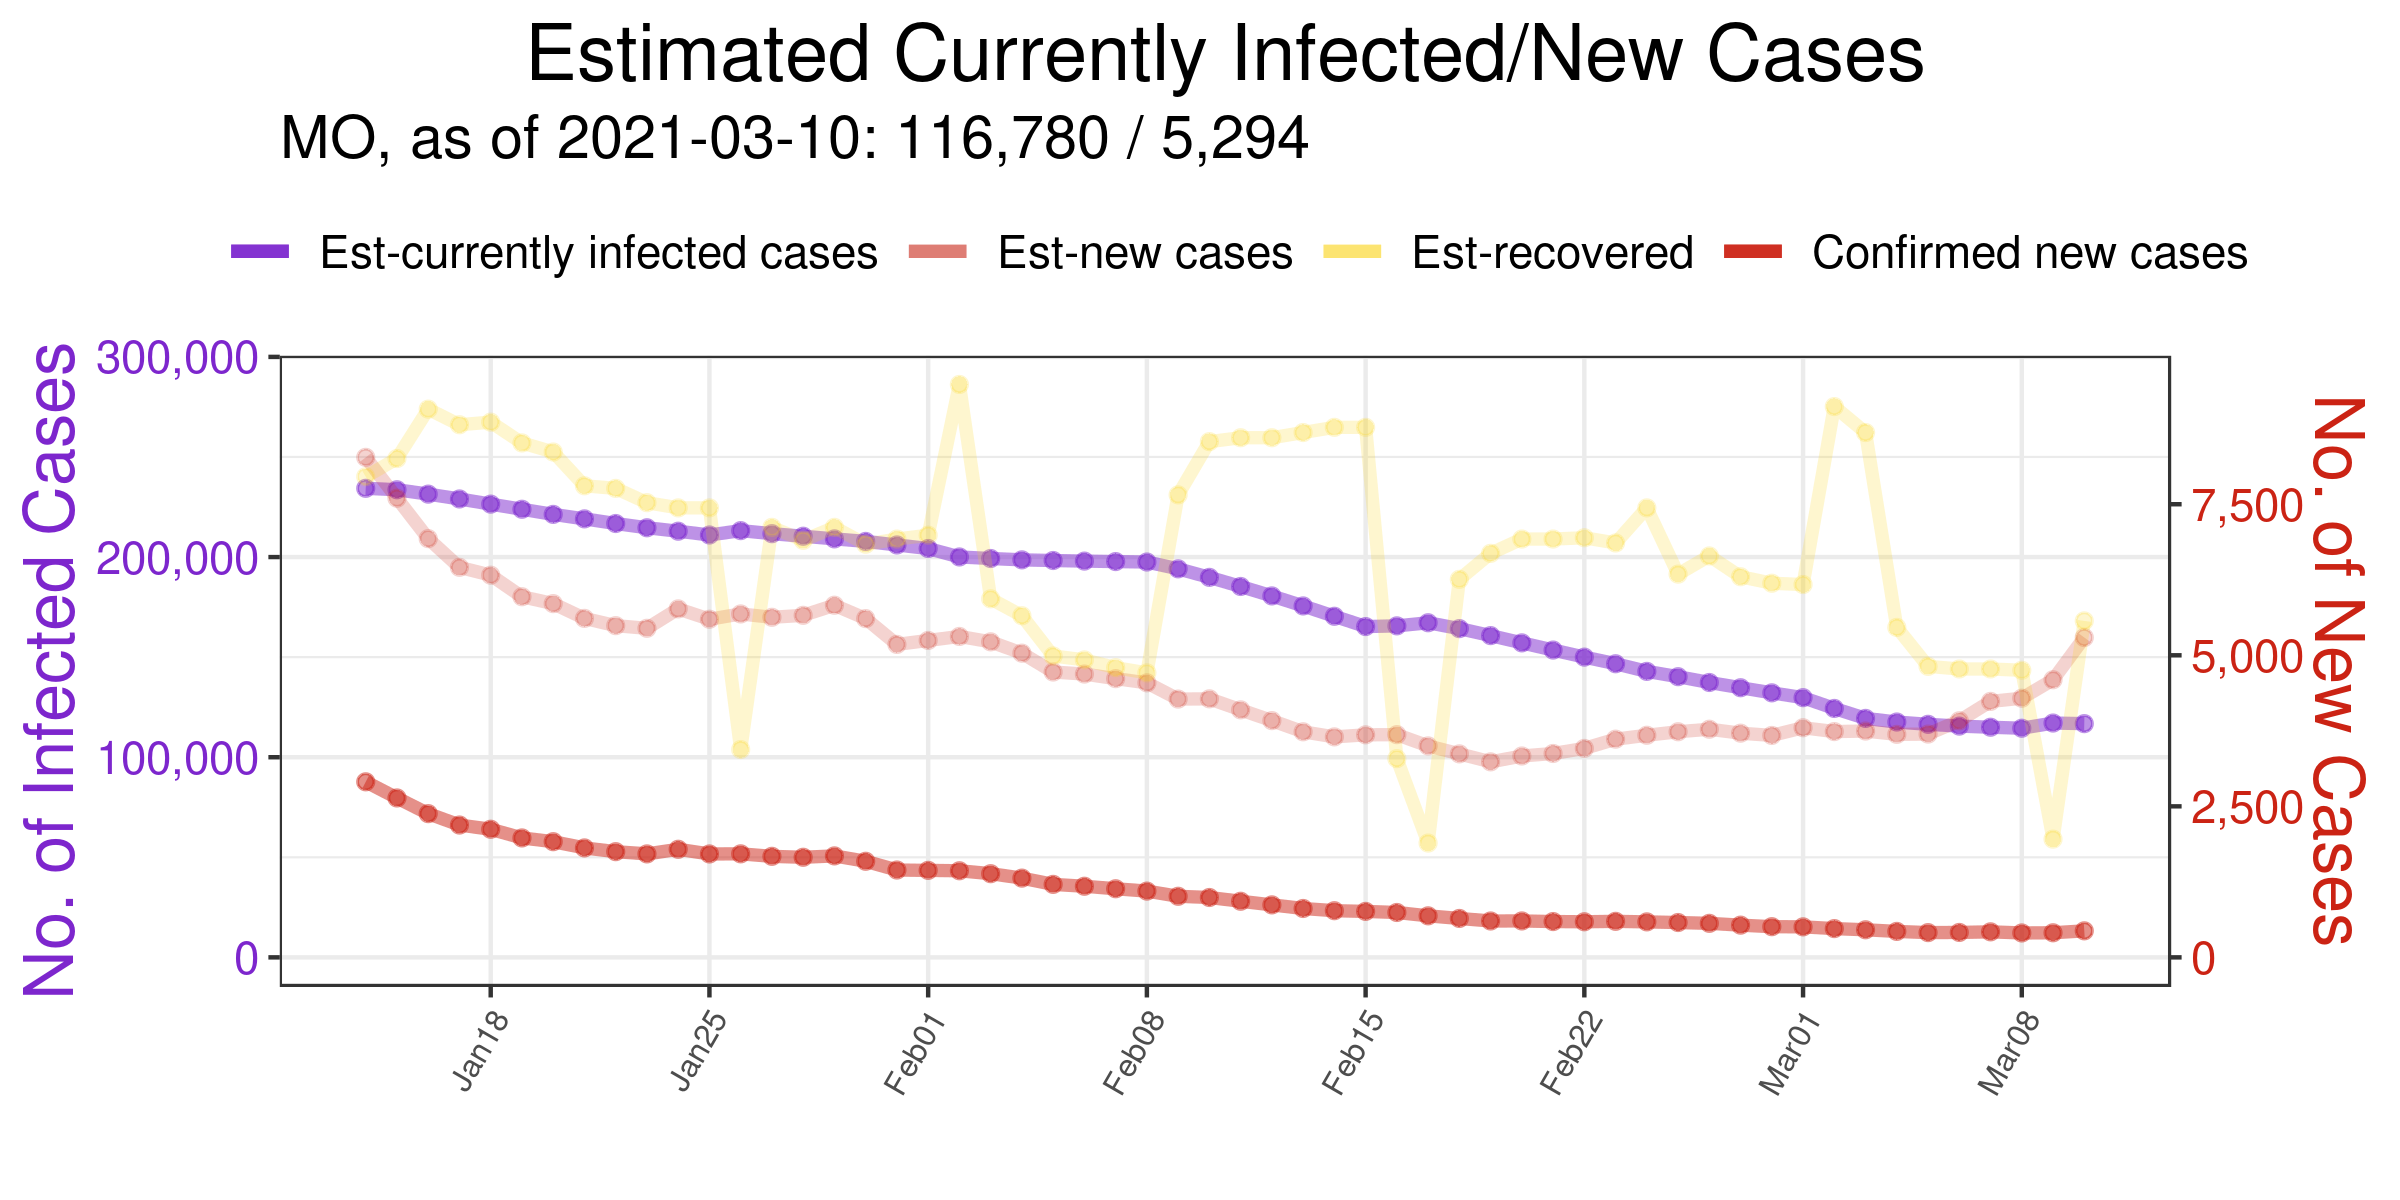 Estimated Currently Infected/New Cases
MO, as of 2021-03-10: 116,780 / 5,294
Est-currently infected cases Est-new cases Est-recovered Confirmed new cases
No. of Infected Cases
300,000
200,000
100,000
0
7,500
5,000
2,500
0
No. of New Cases
Jan18 Jan25 Feb01 Feb08 Feb15 Feb22 Mar01 Mar08